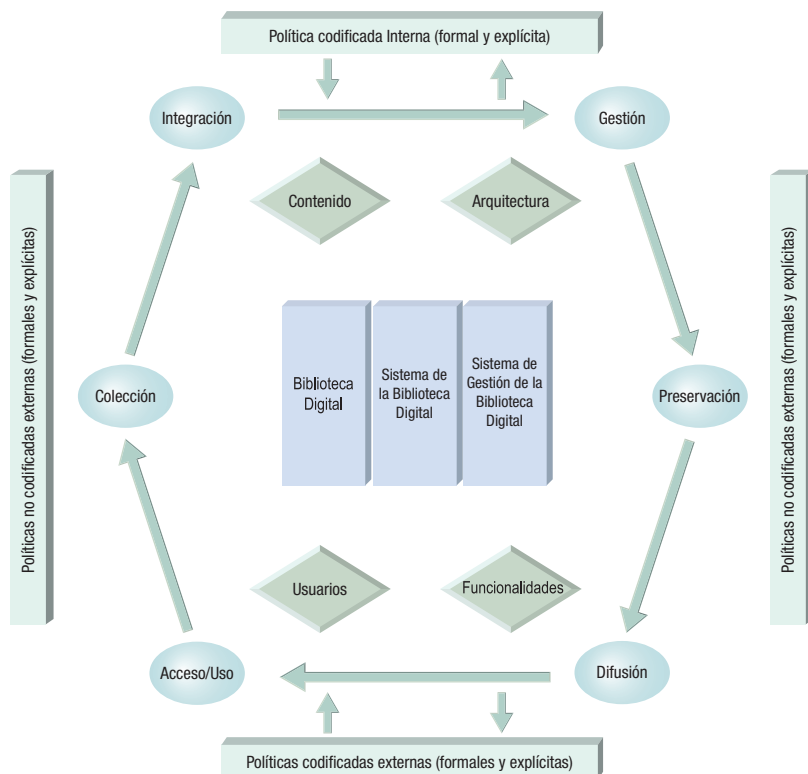 Política codificada Interna (formal y explícita)
Integración
Gestión
Contenido
Arquitectura
Políticas no codificadas externas (formales y explícitas)
Políticas no codificadas externas (formales y explícitas)
Biblioteca
Digital
Sistema de
la Biblioteca
Digital
Sistema de
Gestión de la
Biblioteca
Digital
Colección
Preservación
Usuarios
Funcionalidades
Acceso/Uso
Difusión
Políticas codificadas externas (formales y explícitas)